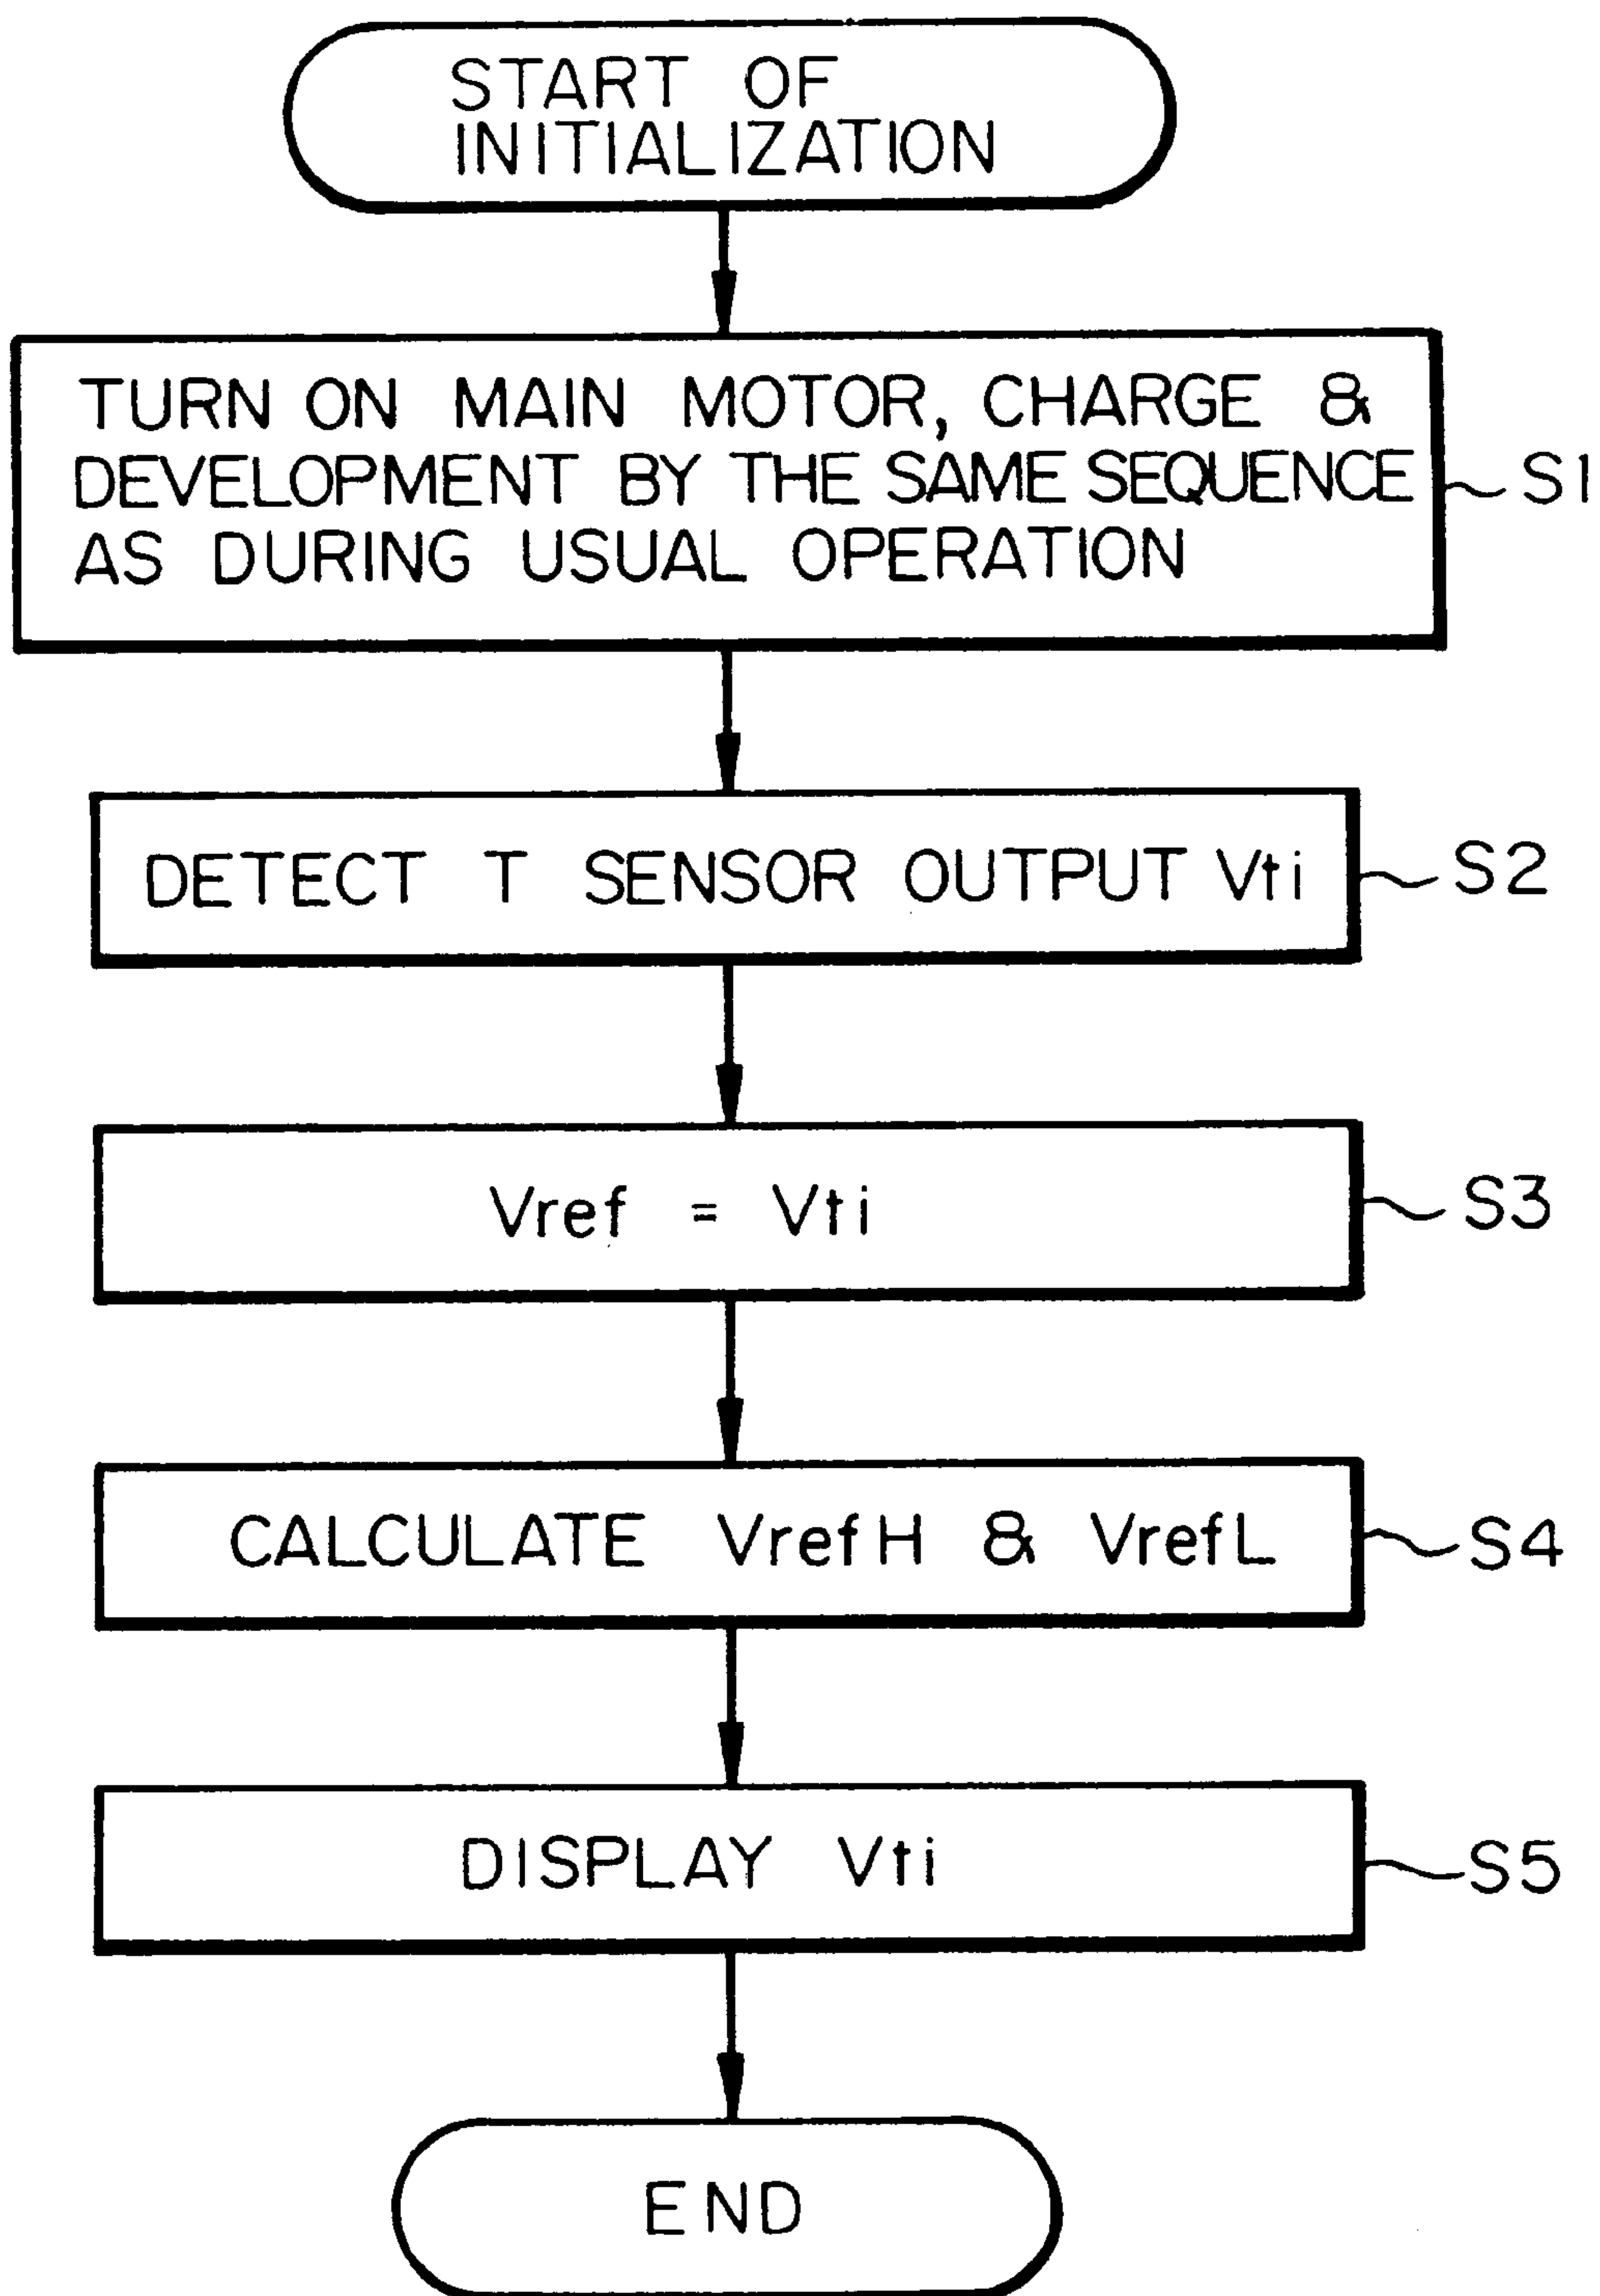 START OF
INITIALIZATION
TURN ON MAIN MOTOR, CHARGE &
DEVELOPMENT BY THE SAME SEQUENCE
AS DURING USUAL OPERATION
S1
DETECT T SENSOR OUTPUT Vti
S2
Vref = Vti
S3
CALCULATE VrefH & VrefL
S4
DISPLAY Vti
S5
END